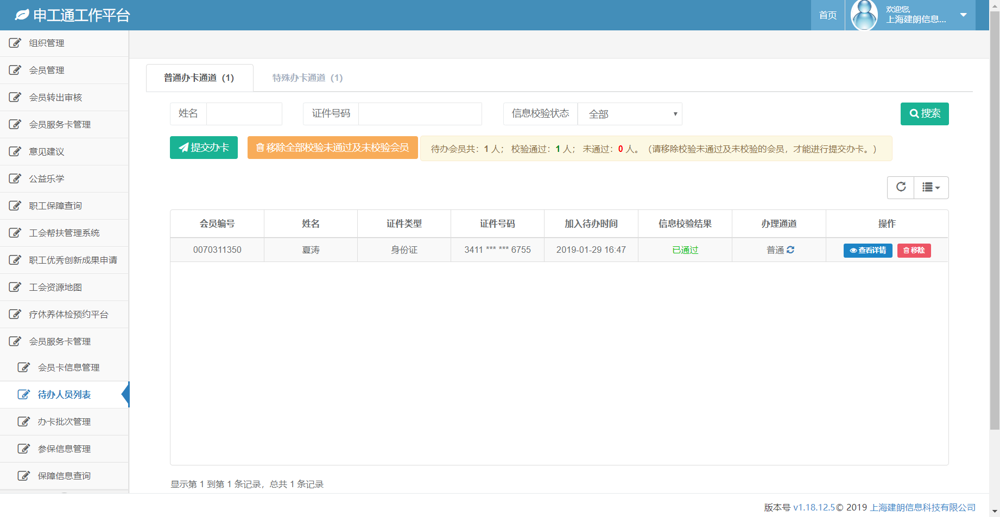 申工通工作平台
首页
欢迎您,
上海建朗信息...
组织管理
会员管理
会员转出审核
会员服务卡管理
意见建议
公益乐学
职工保障查询
工会帮扶管理系统
职工优秀创新成果申请
工会资源地图
疗休养体检预约平台
会员服务卡管理
会员卡信息管理
待办人员列表
办卡批次管理
参保信息管理
保障信息查询
普通办卡通道（1） 特殊办卡通道（1）
姓名 证件号码 信息校验状态 全部 搜索
提交办卡 移除全部校验未通过及未校验会员 待办会员共：1 人； 校验通过：1 人； 未通过：0 人。（请移除校验未通过及未校验的会员，才能进行提交办卡。）
会员编号 姓名 证件类型 证件号码 加入待办时间 信息校验结果 办理通道 操作
0070311350 夏涛 身份证 3411 *** *** 6755 2019-01-29 16:47 已通过 普通 查看详情 移除
显示第 1 到第 1 条记录，总共 1 条记录
版本号 v1.18.12.5© 2019 上海建朗信息科技有限公司